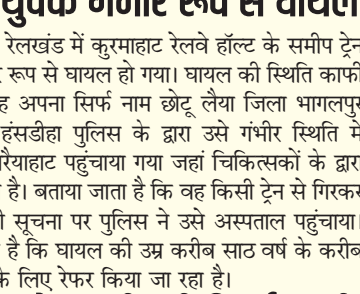 युवक गंभीर रूप से घायल
रेलखंड में कुरमाहाट रेलवे हॉल्ट के समीप ट्रेन
रूप से घायल हो गया। घायल की स्थिति काफी
अपना सिर्फ नाम छोटू लैया जिला भागलपुर
हंसडीहा पुलिस के द्वारा उसे गंभीर स्थिति में
रैयाहाट पहुंचाया गया जहां चिकित्सकों के द्वारा
है। बताया जाता है कि वह किसी ट्रेन से गिरकर
सूचना पर पुलिस ने उसे अस्पताल पहुंचाया।
है कि घायल की उम्र करीब साठ वर्ष के करीब
के लिए रेफर किया जा रहा है।